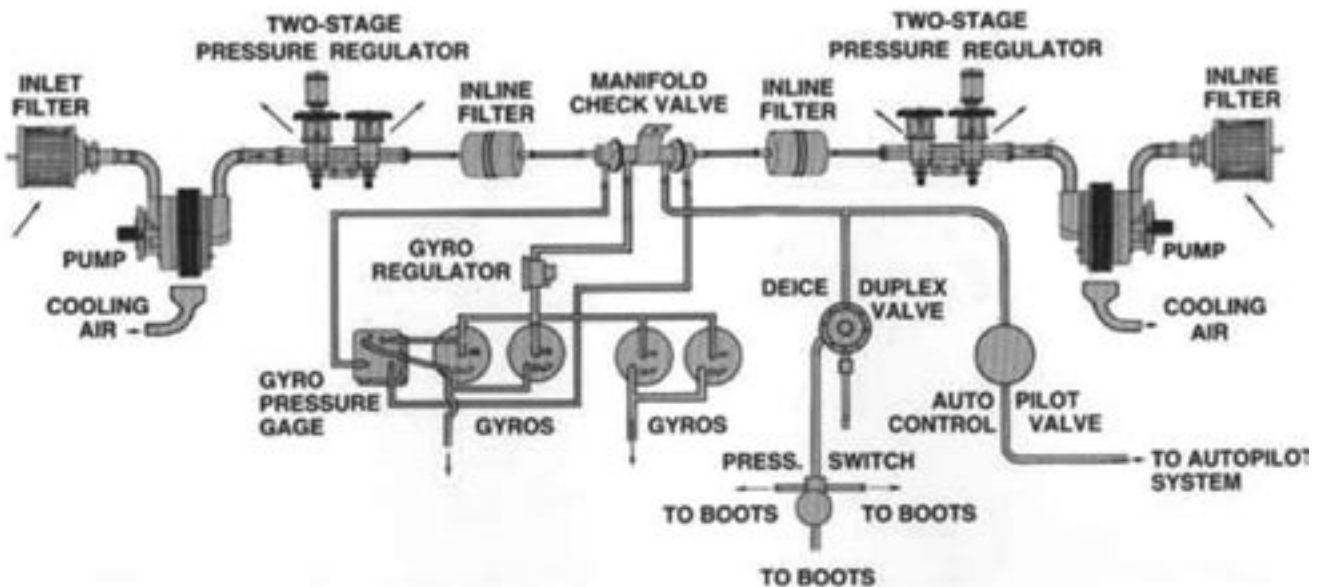 TWO-STAGE
PRESSURE REGULATOR
TWO-STAGE
PRESSURE REGULATOR
INLET
FILTER
INLINE
FILTER
MANIFOLD
CHECK VALVE
INLINE
FILTER
INLET
FILTER
PUMP
GYRO
REGULATOR
PUMP
COOLING
AIR
DEICE DUPLEX
VALVE
COOLING
AIR
GYRO
PRESSURE
GAGE
GYROS
GYROS
AUTO PILOT
CONTROL VALVE
PRESS. SWITCH
TO AUTOPILOT
SYSTEM
TO BOOTS
TO BOOTS
TO BOOTS